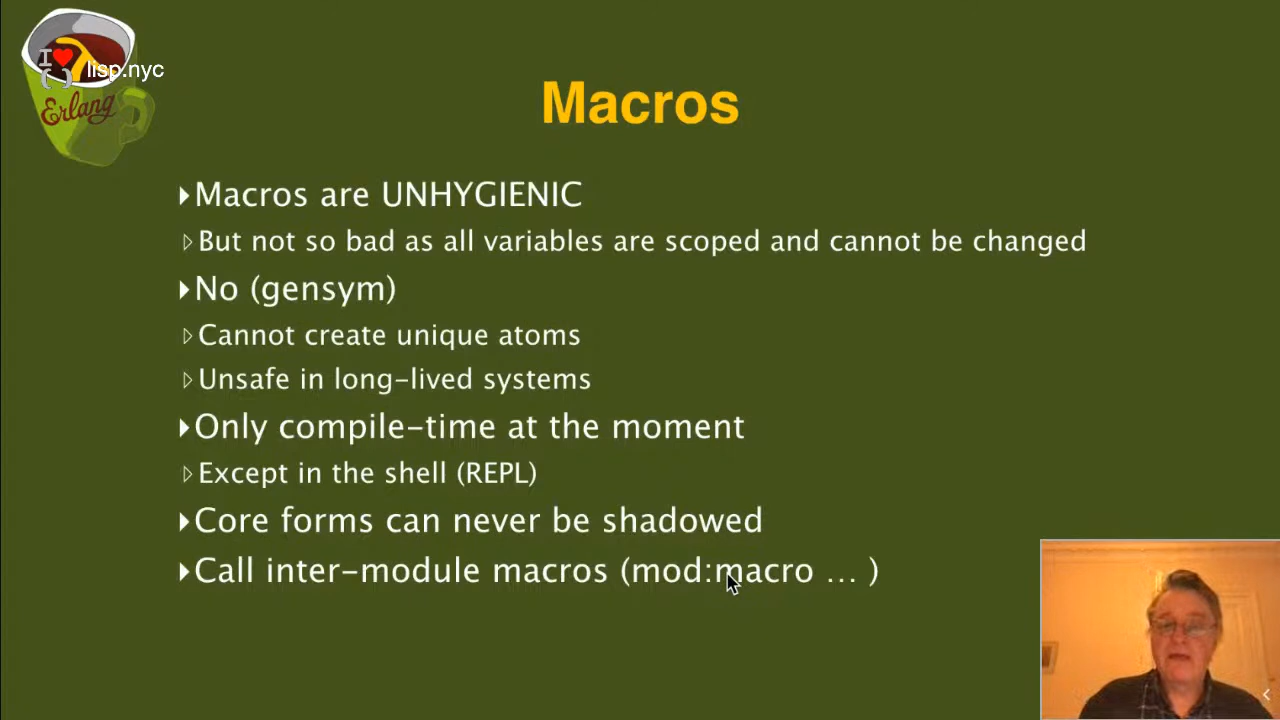 I ♥
( )
lisp.nyc
Erlang
Macros
Macros are UNHYGIENIC
But not so bad as all variables are scoped and cannot be changed
No (gensym)
Cannot create unique atoms
Unsafe in long-lived systems
Only compile-time at the moment
Except in the shell (REPL)
Core forms can never be shadowed
Call inter-module macros (mod:macro … )